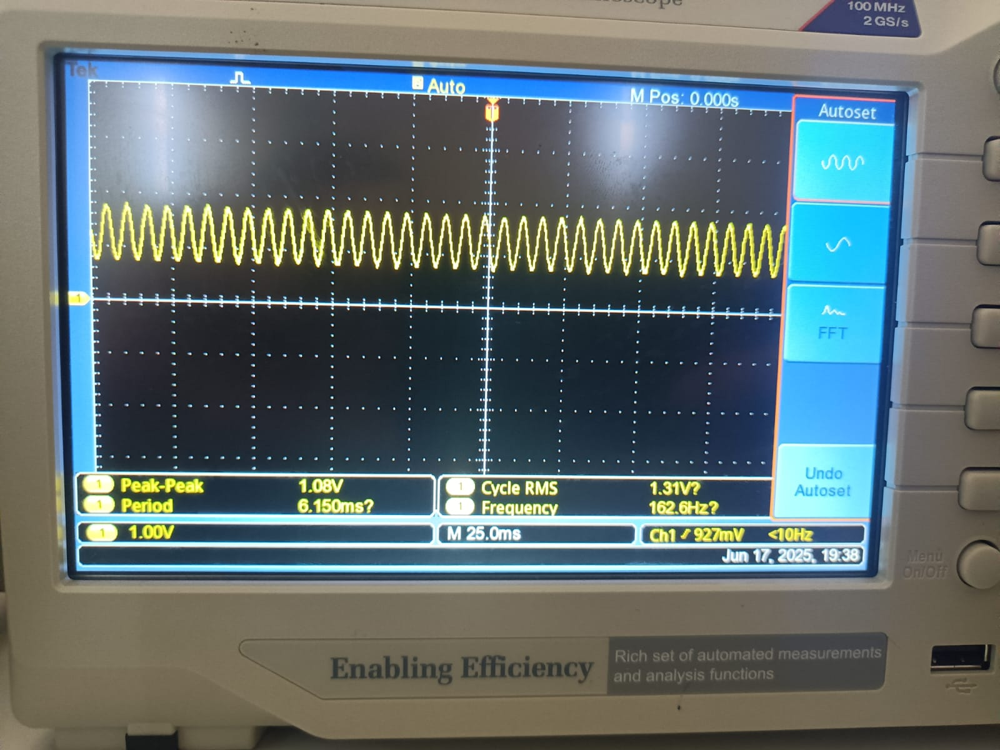 100 MHz
2 GS/s
Tek
Auto
M Pos: 0.000s
Autoset
1
FFT
Undo
Autoset
1 Peak-Peak 1.08V
1 Period 6.150ms?
1 Cycle RMS 1.31V?
1 Frequency 162.6Hz?
1 1.00V
M 25.0ms
Ch1 927mV <10Hz
Jun 17, 2025, 19:38
Menu
On/Off
Enabling Efficiency
Rich set of automated measurements
and analysis functions